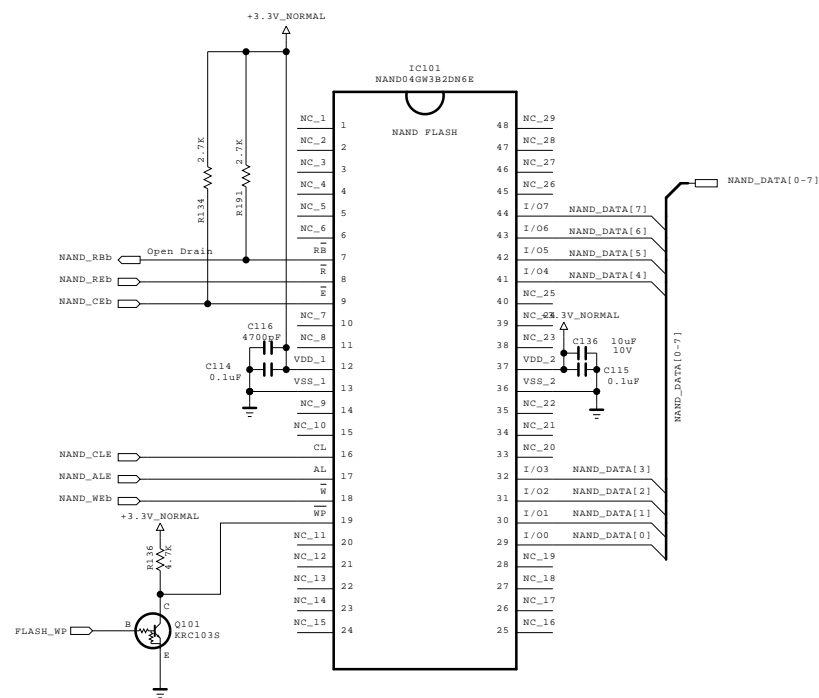 +3.3V_NORMAL
IC101
NAND04GW3B2DN6E
NAND FLASH
2.7K
R134
2.7K
R191
NC_1 1
NC_2 2
NC_3 3
NC_4 4
NC_5 5
NC_6 6
NAND_RBb Open Drain RB 7
NAND_REb R 8
NAND_CEb E 9
NC_7 10
NC_8 11
VDD_1 12
VSS_1 13
NC_9 14
NC_10 15
NAND_CLE CL 16
NAND_ALE AL 17
NAND_WEb W 18
WP 19
NC_11 20
NC_12 21
NC_13 22
NC_14 23
NC_15 24
C116
4700pF
C114
0.1uF
+3.3V_NORMAL
R136
4.7K
C
B
E
Q101
KRC103S
FLASH_WP
48 NC_29
47 NC_28
46 NC_27
45 NC_26
44 I/O7 NAND_DATA[7]
43 I/O6 NAND_DATA[6]
42 I/O5 NAND_DATA[5]
41 I/O4 NAND_DATA[4]
40 NC_25
39 NC_24
+3.3V_NORMAL
38 NC_23
37 VDD_2
36 VSS_2
35 NC_22
34 NC_21
33 NC_20
32 I/O3 NAND_DATA[3]
31 I/O2 NAND_DATA[2]
30 I/O1 NAND_DATA[1]
29 I/O0 NAND_DATA[0]
28 NC_19
27 NC_18
26 NC_17
25 NC_16
C136 10uF
10V
C115
0.1uF
NAND_DATA[0-7]
NAND_DATA[0-7]